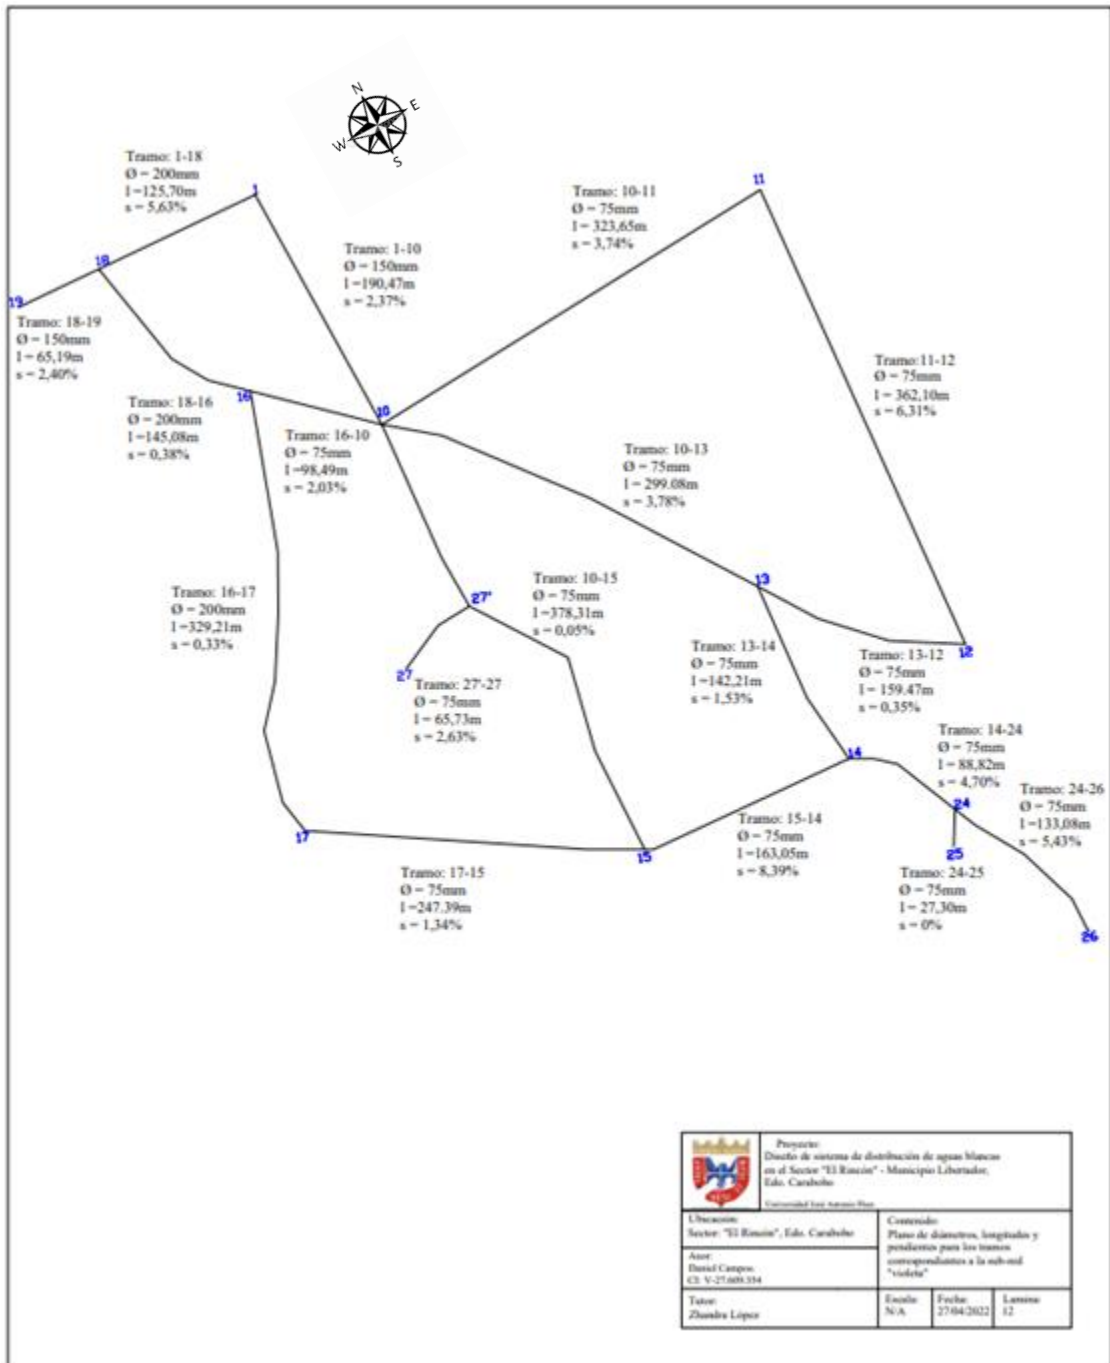 N
E
W
S
Tramo: 1-18
Ø = 200mm
l =125,70m
s = 5,63%
1
11
Tramo: 10-11
Ø = 75mm
l = 323,65m
s = 3,74%
Tramo: 1-10
Ø = 150mm
l =190,47m
s = 2,37%
18
19
Tramo: 18-19
Ø = 150mm
l = 65,19m
s = 2,40%
Tramo:11-12
Ø = 75mm
l = 362,10m
s = 6,31%
16
10
Tramo: 18-16
Ø = 200mm
l =145,08m
s = 0,38%
Tramo: 16-10
Ø = 75mm
l =98,49m
s = 2,03%
Tramo: 10-13
Ø = 75mm
l = 299.08m
s = 3,78%
Tramo: 16-17
Ø = 200mm
l =329,21m
s = 0,33%
27'
Tramo: 10-15
Ø = 75mm
l =378,31m
s = 0,05%
13
Tramo: 13-14
Ø = 75mm
l =142,21m
s = 1,53%
12
Tramo: 13-12
Ø = 75mm
l = 159.47m
s = 0,35%
27
Tramo: 27'-27
Ø = 75mm
l = 65,73m
s = 2,63%
14
Tramo: 14-24
Ø = 75mm
l = 88,82m
s = 4,70%
24
Tramo: 24-26
Ø = 75mm
l =133,08m
s = 5,43%
17
15
Tramo: 15-14
Ø = 75mm
l =163,05m
s = 8,39%
25
Tramo: 17-15
Ø = 75mm
l =247.39m
s = 1,34%
Tramo: 24-25
Ø = 75mm
l = 27,30m
s = 0%
26
Proyecto:
Diseño de sistema de distribución de aguas blancas
en el Sector "El Rincón" - Municipio Libertador,
Edo. Carabobo
Universidad José Antonio Páez
Ubicación:
Sector: "El Rincón", Edo. Carabobo
Contenido:
Plano de diámetros, longitudes y
pendientes para los tramos
correspondientes a la sub-red
"violeta"
Autor:
Daniel Campos.
CI: V-27.609.354
Tutor:
Zhandra López
Escala:
N/A
Fecha:
27/04/2022
Lamina:
12